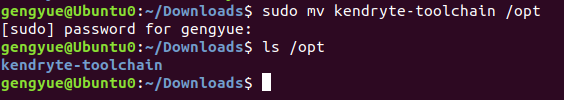 gengyue@Ubuntu0:~/Downloads$ sudo mv kendryte-toolchain /opt
[sudo] password for gengyue:
gengyue@Ubuntu0:~/Downloads$ ls /opt
kendryte-toolchain
gengyue@Ubuntu0:~/Downloads$